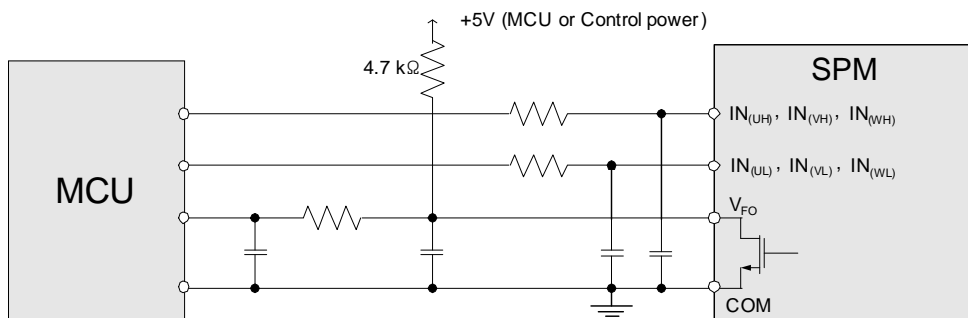 +5V (MCU or Control power)
4.7 kΩ
SPM
MCU
IN(UH), IN(VH), IN(WH)
IN(UL), IN(VL), IN(WL)
VFO
COM